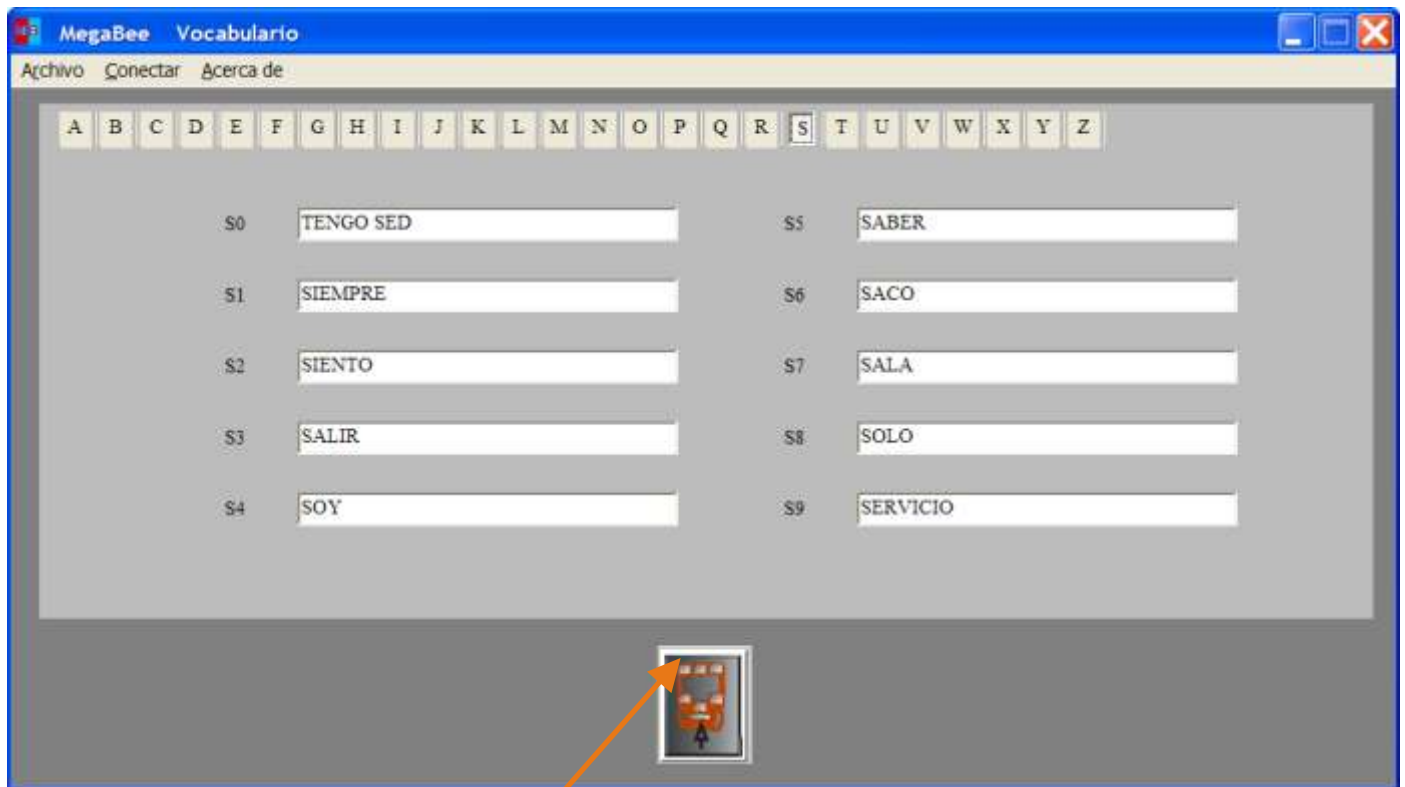 MegaBee Vocabulario
Archivo Conectar Acerca de
A B C D E F G H I J K L M N O P Q R S T U V W X Y Z
S0 TENGO SED S5 SABER
S1 SIEMPRE S6 SACO
S2 SIENTO S7 SALA
S3 SALIR S8 SOLO
S4 SOY S9 SERVICIO